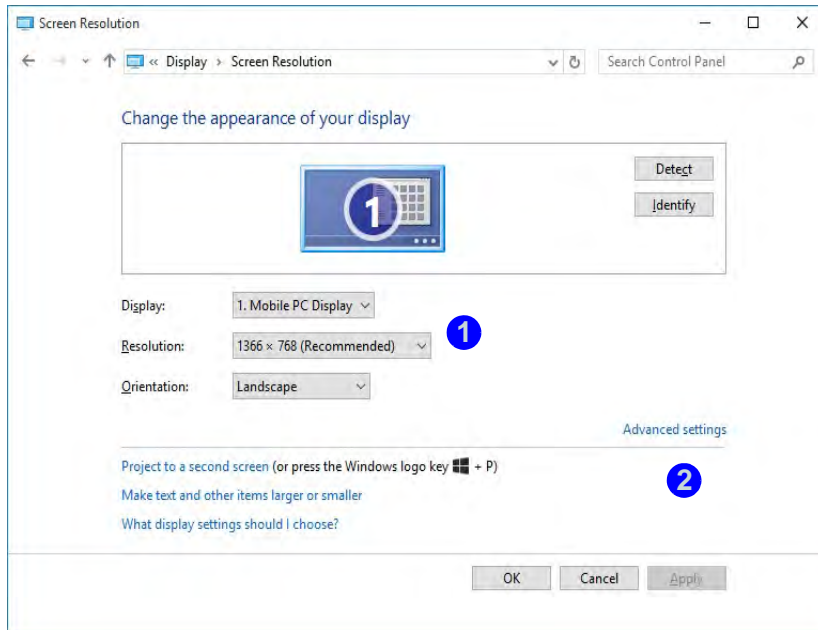 Screen Resolution
« Display › Screen Resolution Search Control Panel
Change the appearance of your display
1
Detect
Identify
Display: 1. Mobile PC Display
1
Resolution: 1366 × 768 (Recommended)
Orientation: Landscape
Advanced settings
Project to a second screen (or press the Windows logo key + P)
2
Make text and other items larger or smaller
What display settings should I choose?
OK Cancel Apply